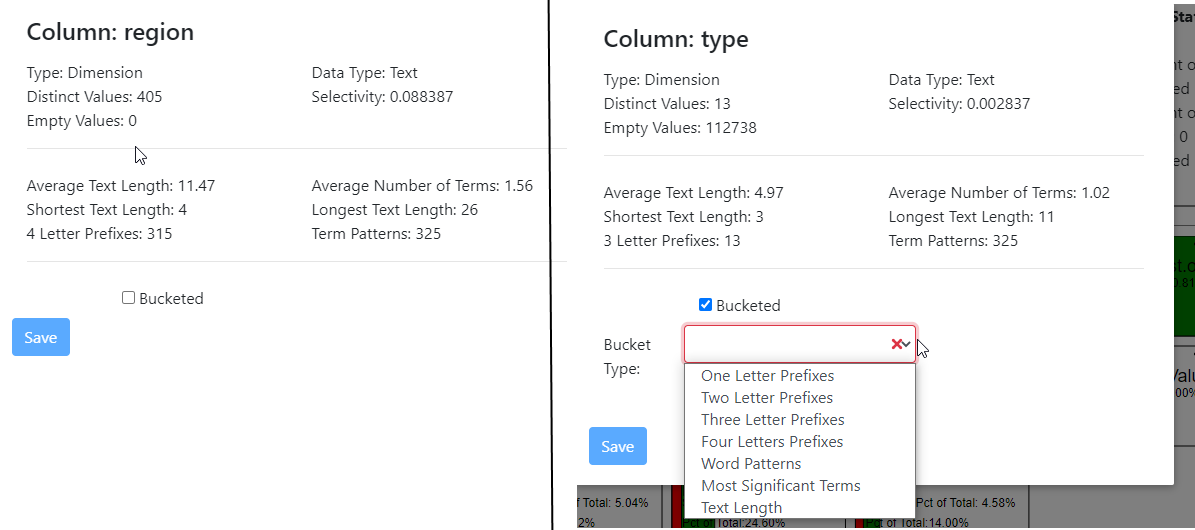 Column: region
Type: Dimension
Data Type: Text
Distinct Values: 405
Selectivity: 0.088387
Empty Values: 0
Average Text Length: 11.47
Average Number of Terms: 1.56
Shortest Text Length: 4
Longest Text Length: 26
4 Letter Prefixes: 315
Term Patterns: 325
Bucketed
Save
Column: type
Type: Dimension
Data Type: Text
Distinct Values: 13
Selectivity: 0.002837
Empty Values: 112738
Average Text Length: 4.97
Average Number of Terms: 1.02
Shortest Text Length: 3
Longest Text Length: 11
3 Letter Prefixes: 13
Term Patterns: 325
Bucketed
Bucket
Type:
One Letter Prefixes
Two Letter Prefixes
Three Letter Prefixes
Four Letters Prefixes
Word Patterns
Most Significant Terms
Text Length
Save
of Total: 5.04%
Pct of Total: 4.58%
2%
Pct of Total:24.60%
Pct of Total:14.00%
0